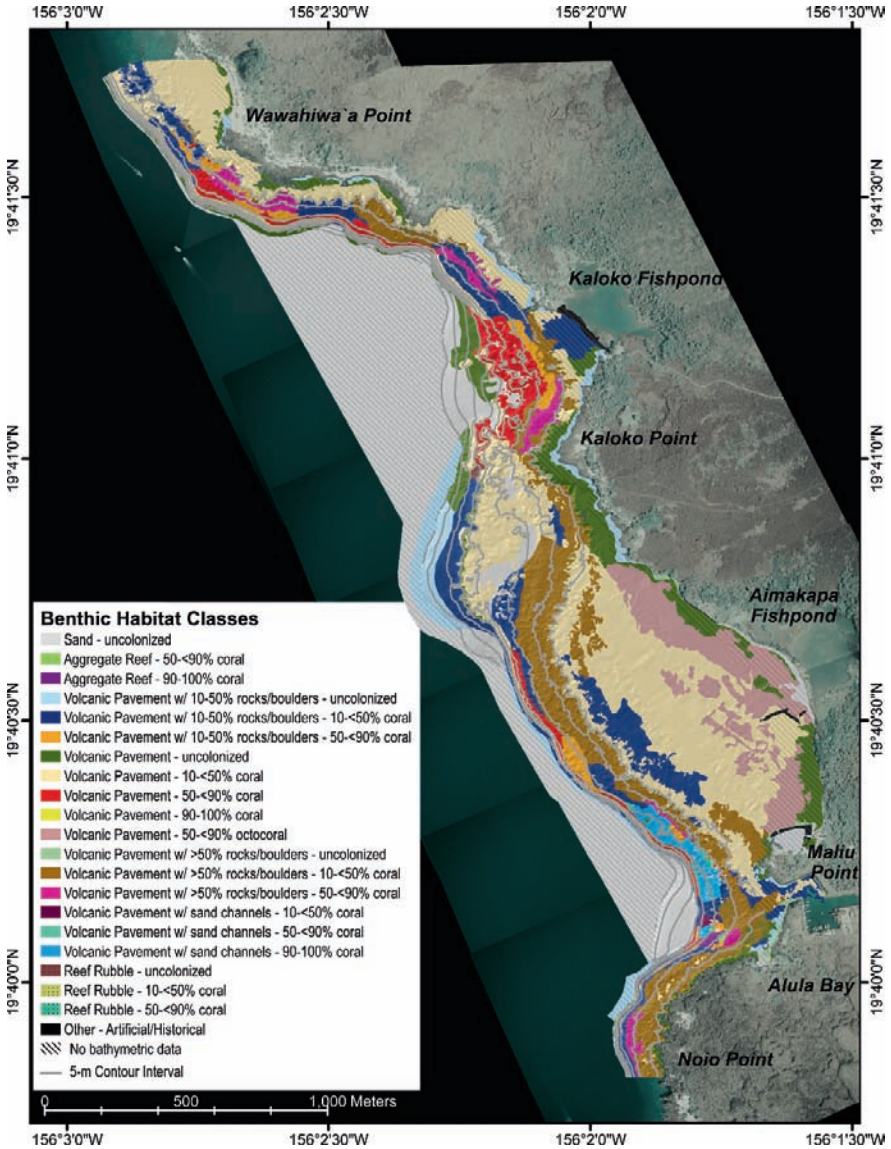 156°3'0"W 156°2'30"W 156°2'0"W 156°1'30"W
Wawahiwa`a Point
19°41'30"N 19°41'30"N
Kaloko Fishpond
Kaloko Point
19°41'0"N 19°41'0"N
`Aimakapa
Fishpond
19°40'30"N 19°40'30"N
Maliu
Point
19°40'0"N 19°40'0"N
Alula Bay
Noio Point
Benthic Habitat Classes
Sand - uncolonized
Aggregate Reef - 50-<90% coral
Aggregate Reef - 90-100% coral
Volcanic Pavement w/ 10-50% rocks/boulders - uncolonized
Volcanic Pavement w/ 10-50% rocks/boulders - 10-<50% coral
Volcanic Pavement w/ 10-50% rocks/boulders - 50-<90% coral
Volcanic Pavement - uncolonized
Volcanic Pavement - 10-<50% coral
Volcanic Pavement - 50-<90% coral
Volcanic Pavement - 90-100% coral
Volcanic Pavement - 50-<90% octocoral
Volcanic Pavement w/ >50% rocks/boulders - uncolonized
Volcanic Pavement w/ >50% rocks/boulders - 10-<50% coral
Volcanic Pavement w/ >50% rocks/boulders - 50-<90% coral
Volcanic Pavement w/ sand channels - 10-<50% coral
Volcanic Pavement w/ sand channels - 50-<90% coral
Volcanic Pavement w/ sand channels - 90-100% coral
Reef Rubble - uncolonized
Reef Rubble - 10-<50% coral
Reef Rubble - 50-<90% coral
Other - Artificial/Historical
No bathymetric data
5-m Contour Interval
0 500 1,000 Meters
156°3'0"W 156°2'30"W 156°2'0"W 156°1'30"W